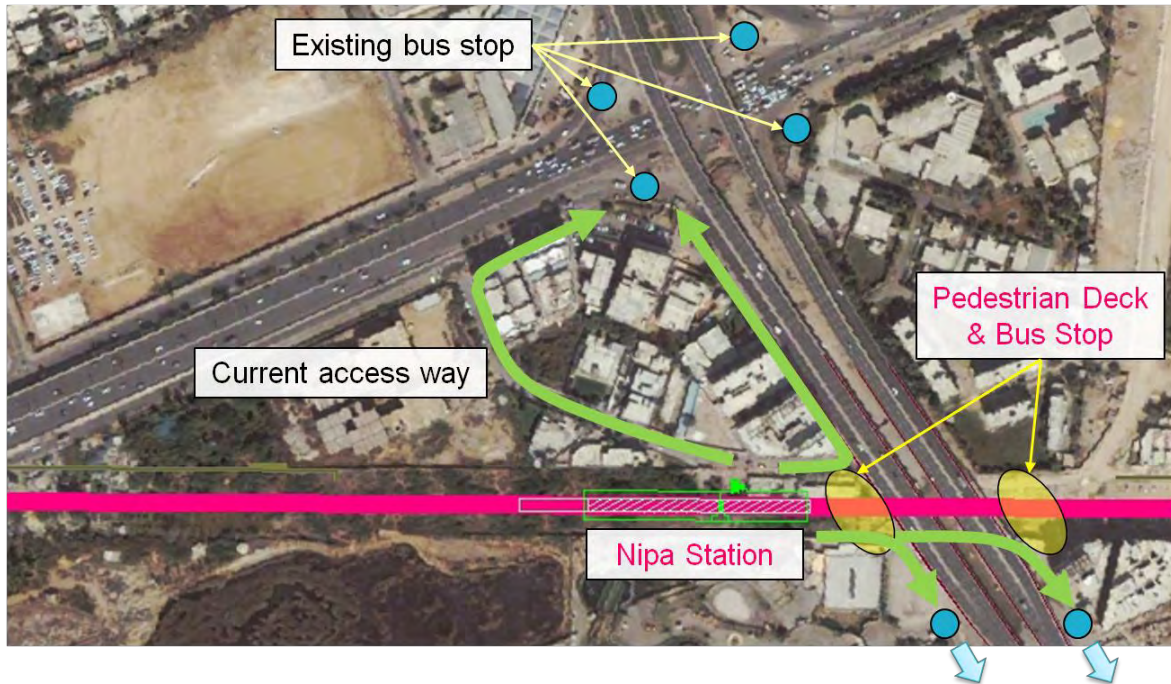 Existing bus stop
Pedestrian Deck
& Bus Stop
Current access way
Nipa Station